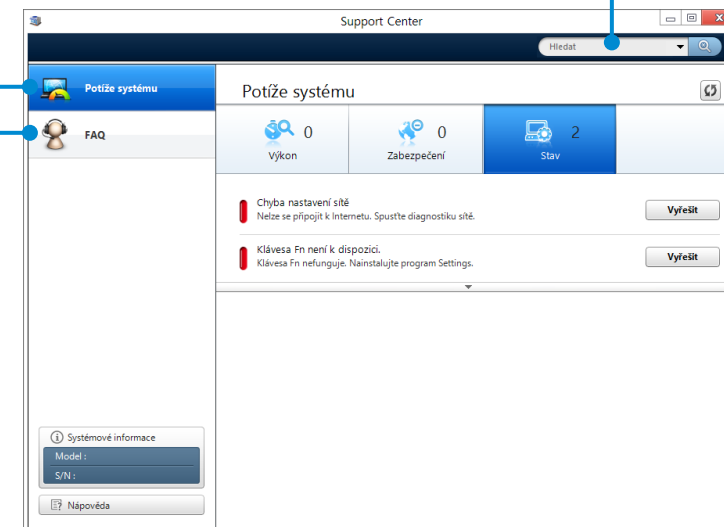 Support Center
Hledat
Potíže systému
FAQ
Potíže systému
0
Výkon
0
Zabezpečení
2
Stav
Chyba nastavení sítě
Nelze se připojit k Internetu. Spusťte diagnostiku sítě.
Vyřešit
Klávesa Fn není k dispozici.
Klávesa Fn nefunguje. Nainstalujte program Settings.
Vyřešit
Systémové informace
Model :
S/N :
Nápověda